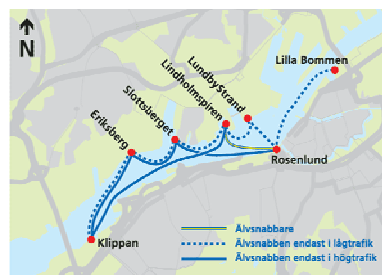 N
Lilla Bommen
LundbyStrand
Lindholmspiren
Slottsberget
Eriksberg
Rosenlund
Klippan
Älvsnabbare
Älvsnabben endast i lågtrafik
Älvsnabben endast i högtrafik